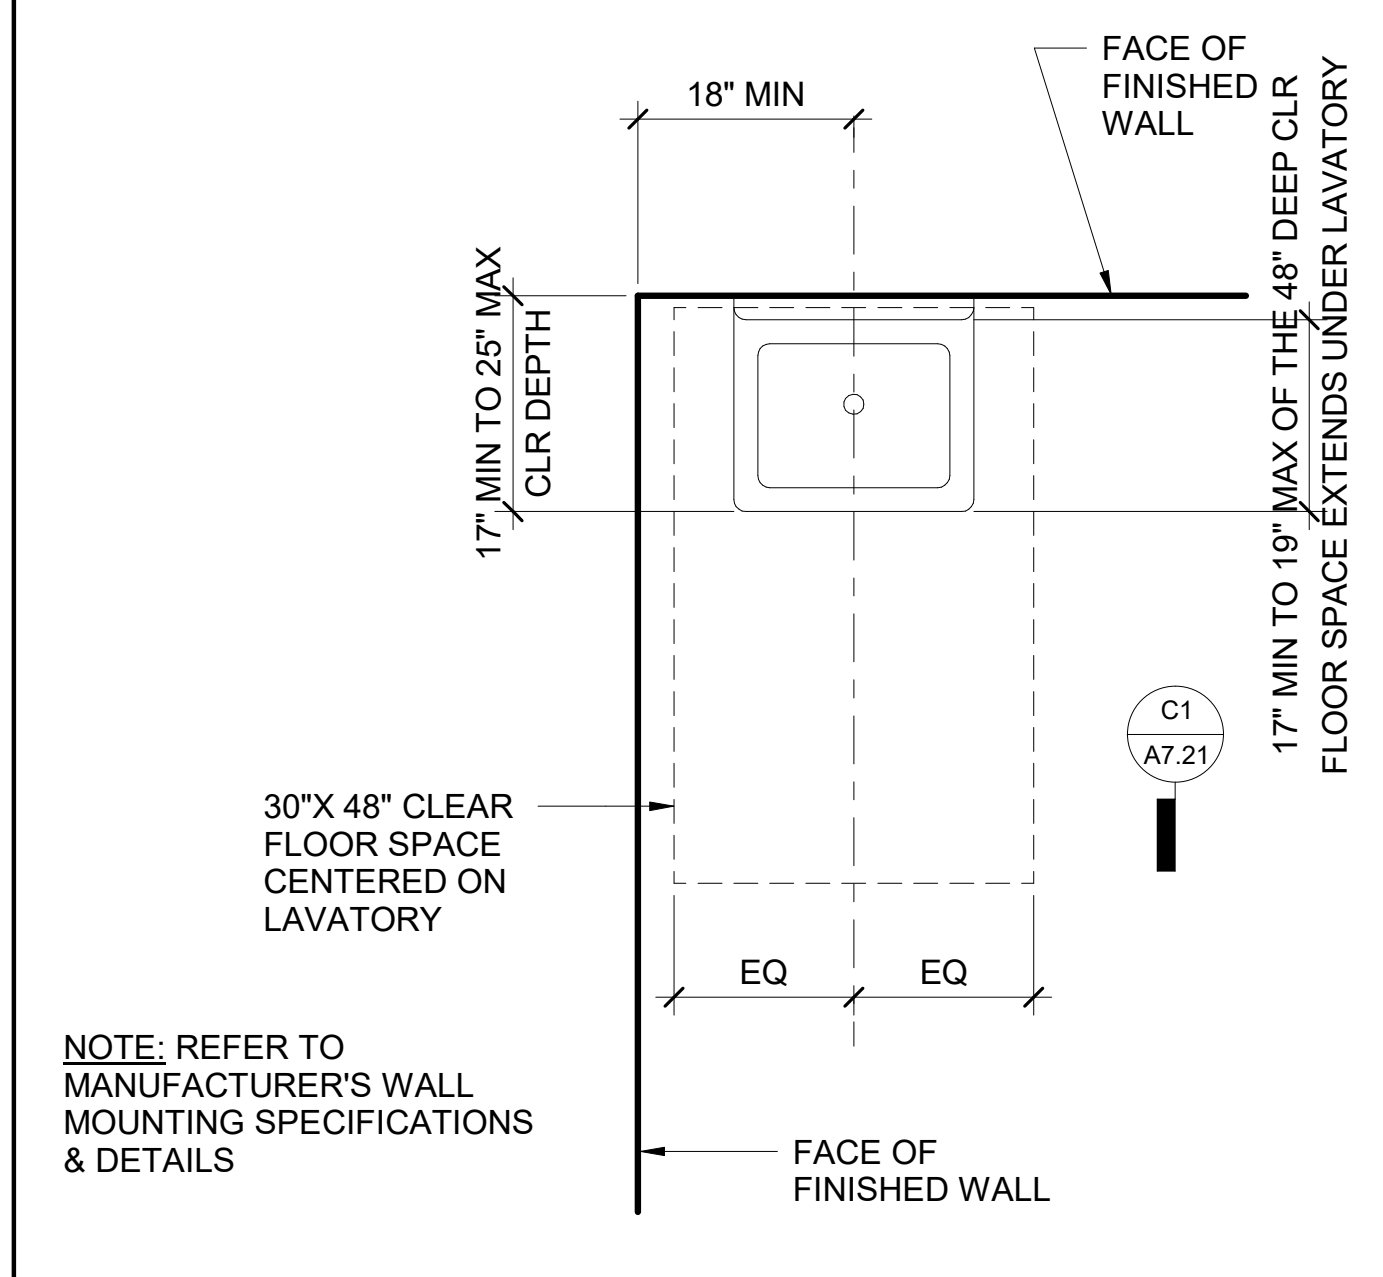 FACE OF
FINISHED
WALL
18" MIN
17" MIN TO 25" MAX
CLR DEPTH
17" MIN TO 19" MAX OF THE 48" DEEP CLR
FLOOR SPACE EXTENDS UNDER LAVATORY
C1
A7.21
30"X 48" CLEAR
FLOOR SPACE
CENTERED ON
LAVATORY
EQ
EQ
NOTE: REFER TO
MANUFACTURER'S WALL
MOUNTING SPECIFICATIONS
& DETAILS
FACE OF
FINISHED WALL